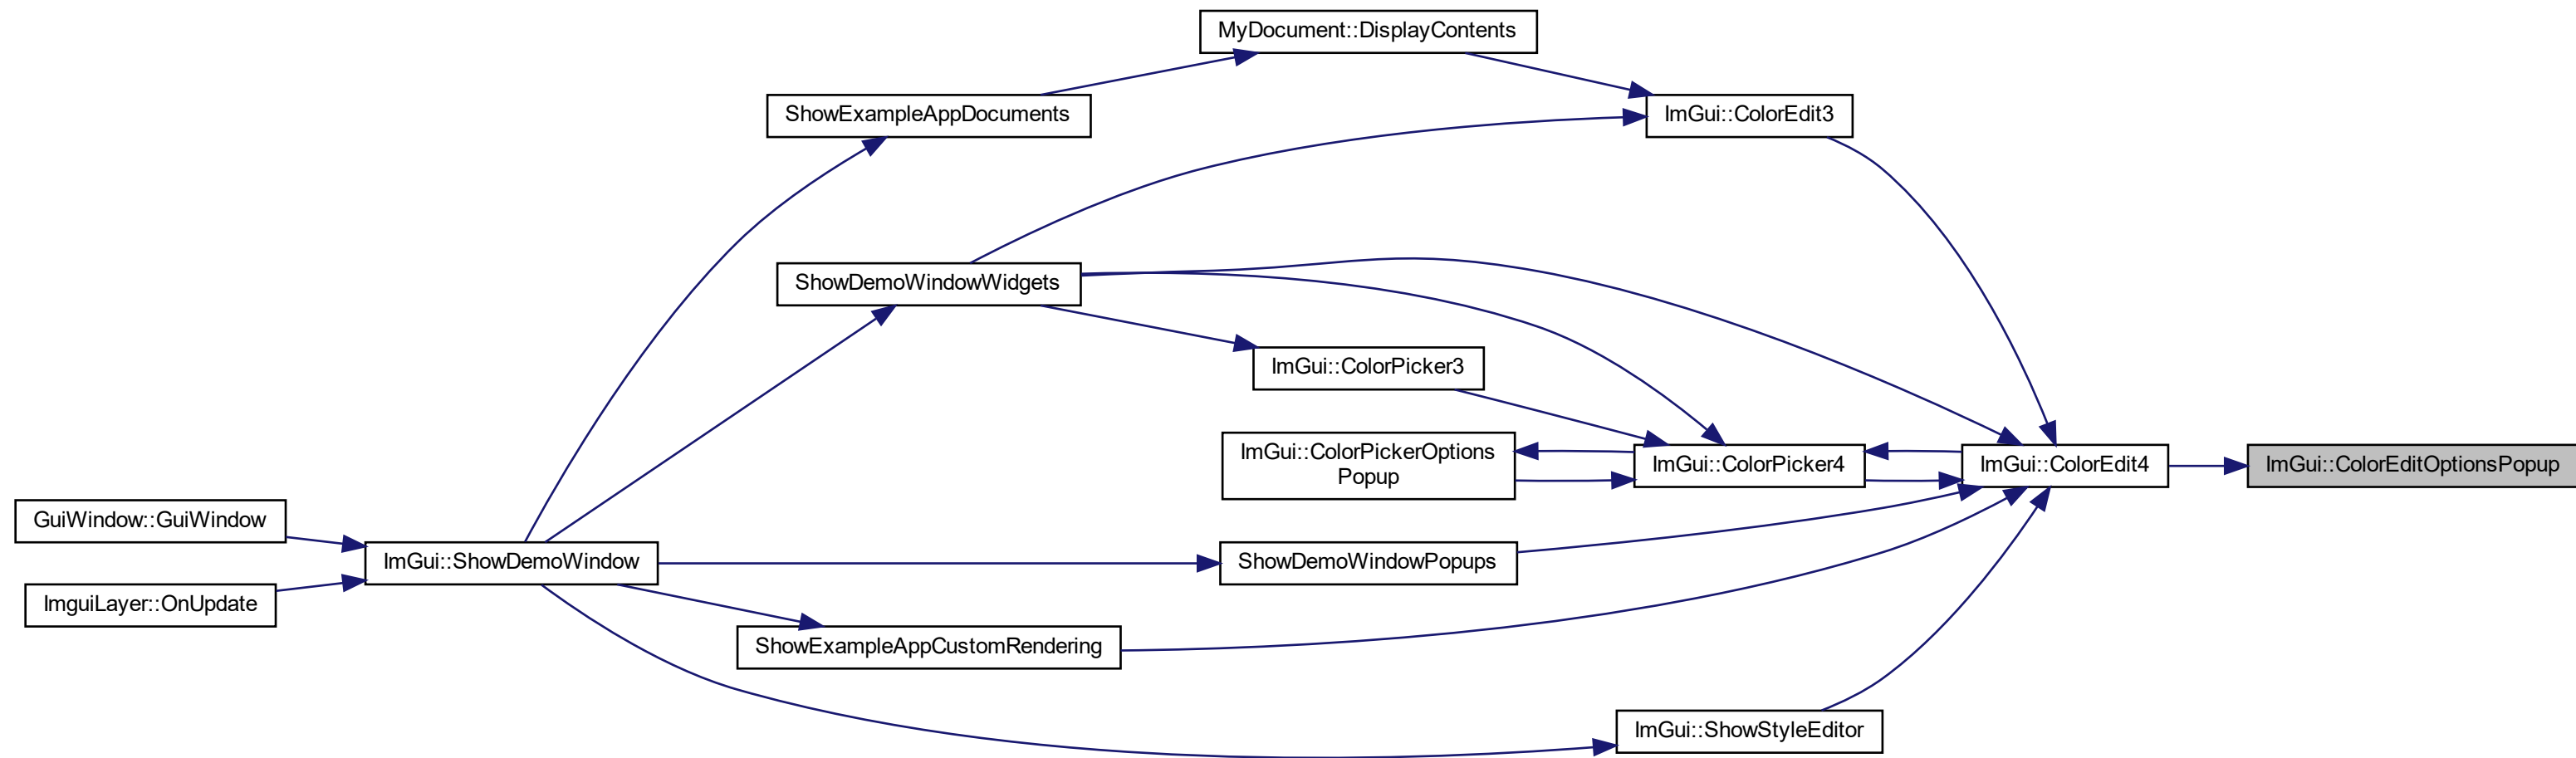 MyDocument::DisplayContents
ShowExampleAppDocuments
ImGui::ColorEdit3
ShowDemoWindowWidgets
ImGui::ColorPicker3
ImGui::ColorPickerOptions
Popup
ImGui::ColorPicker4
ImGui::ColorEdit4
ImGui::ColorEditOptionsPopup
GuiWindow::GuiWindow
ImGui::ShowDemoWindow
ShowDemoWindowPopups
ImguiLayer::OnUpdate
ShowExampleAppCustomRendering
ImGui::ShowStyleEditor